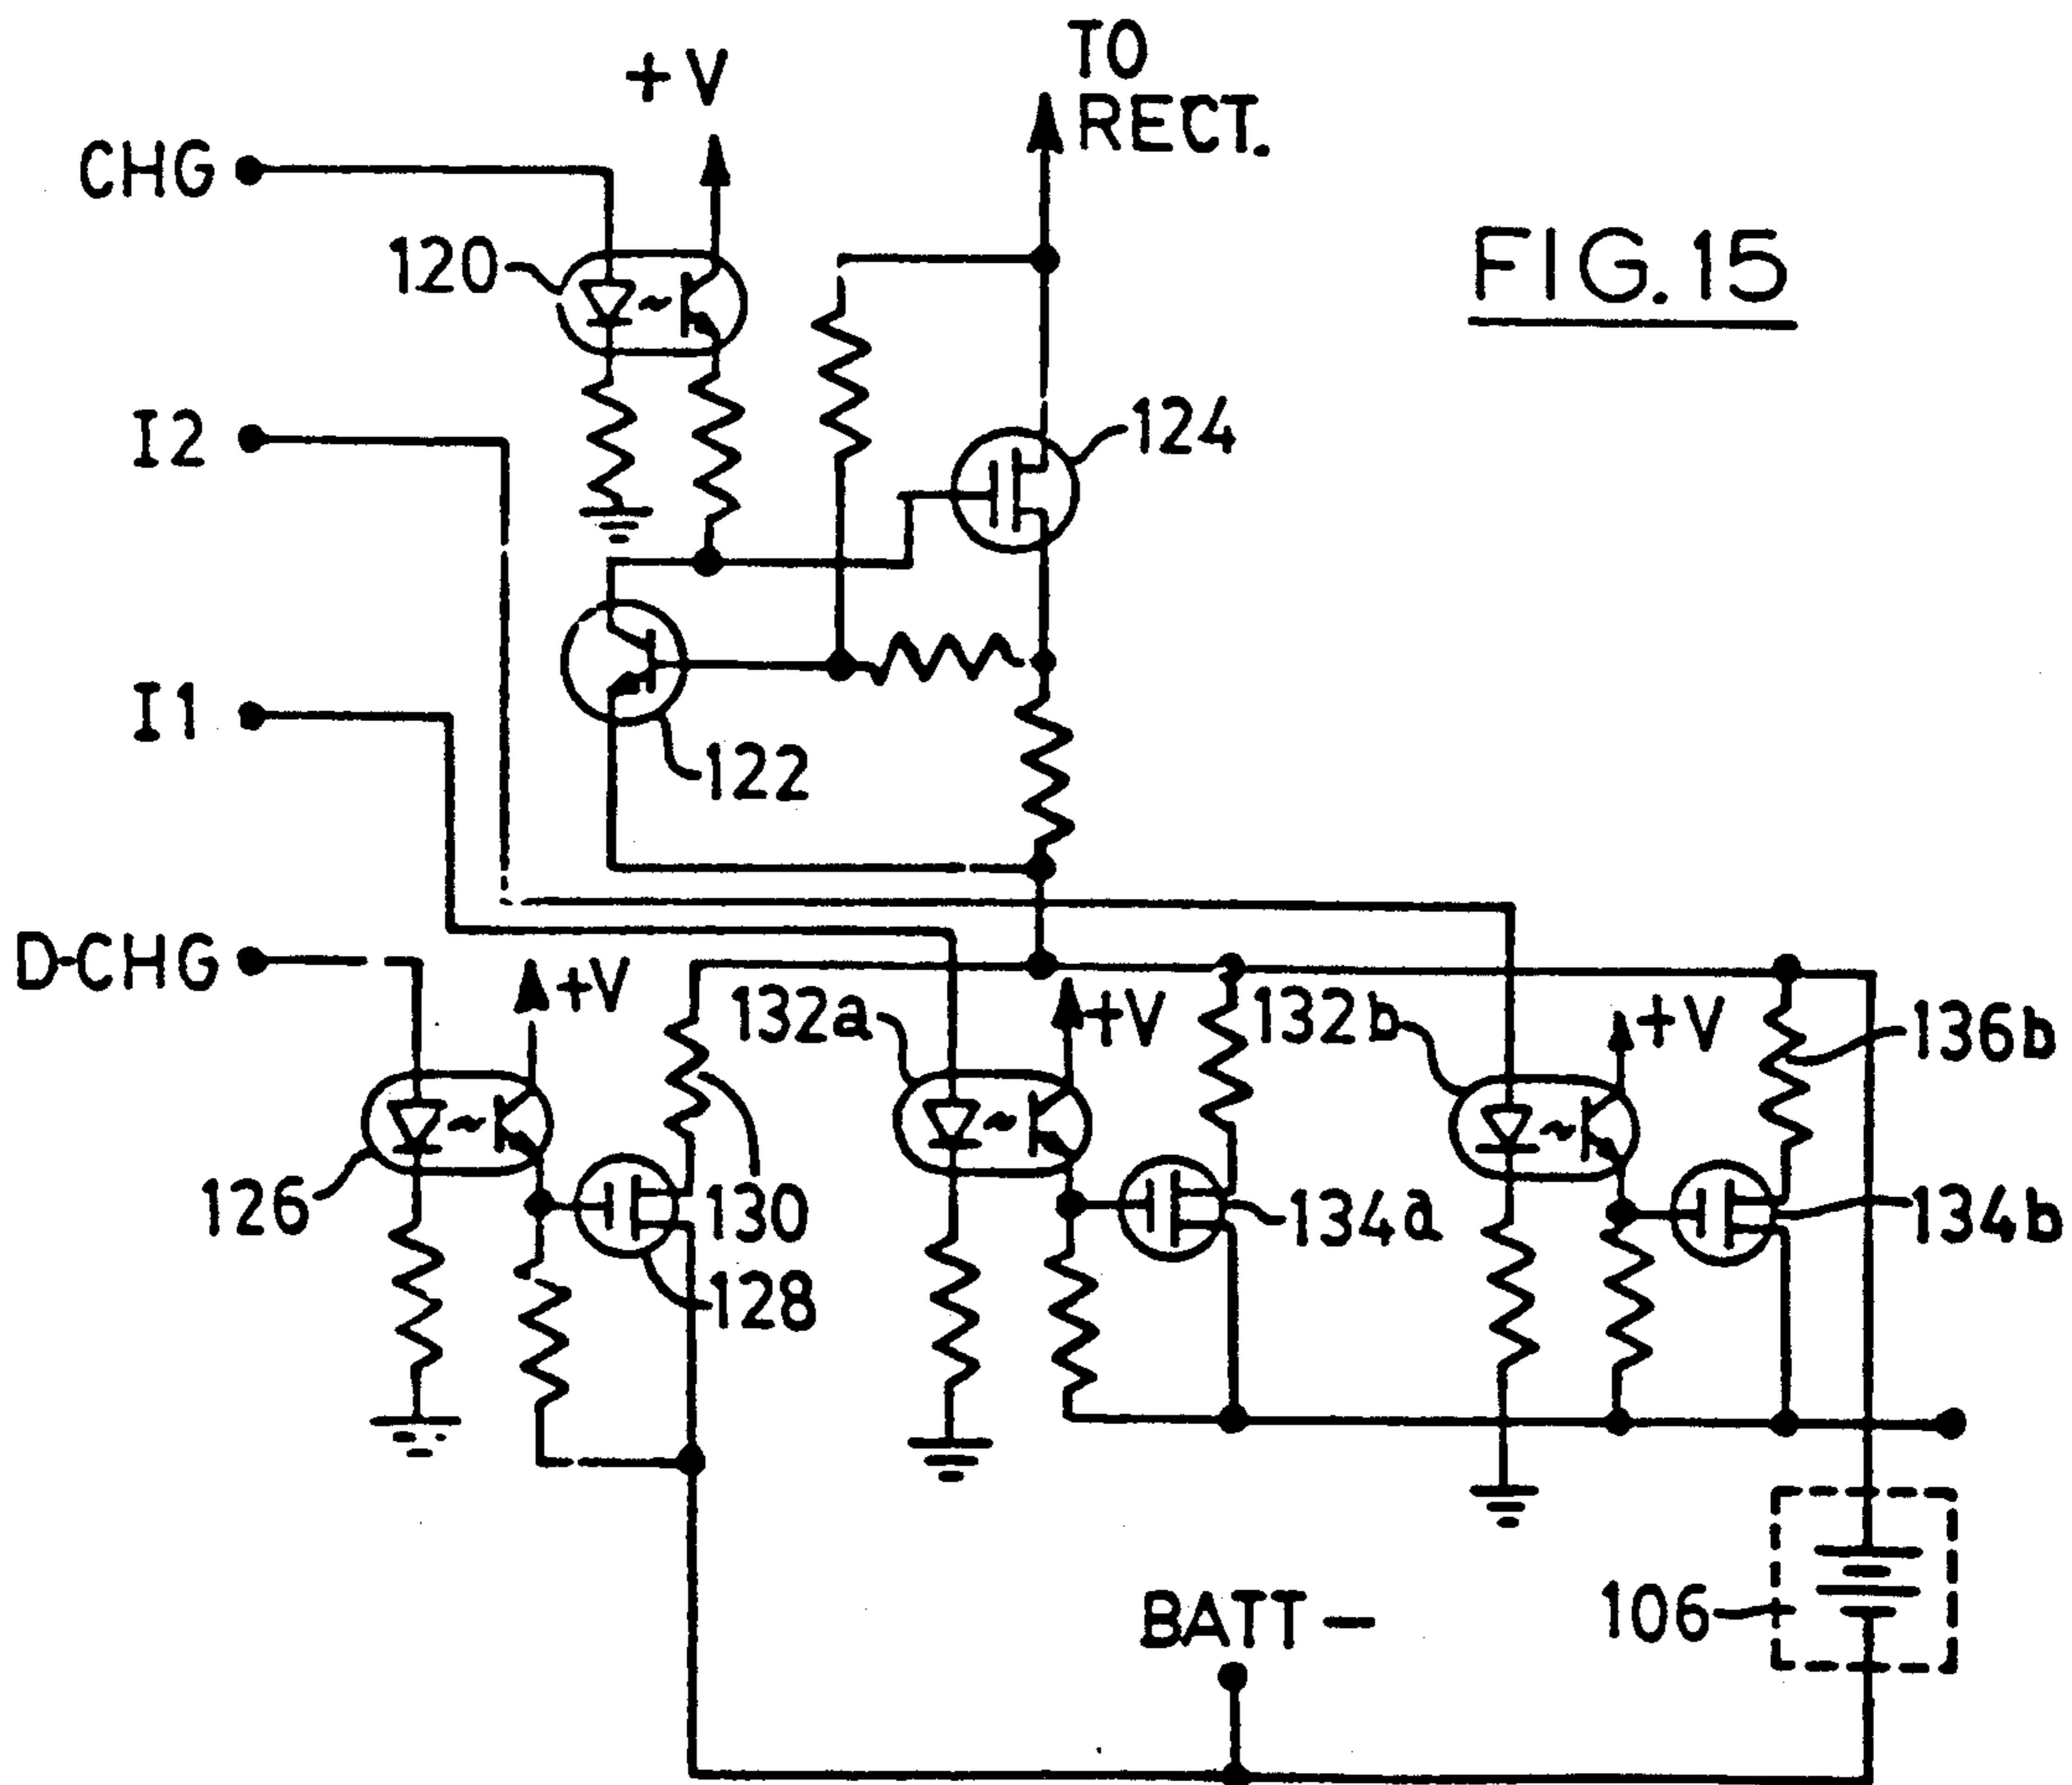 TO
RECT.
+V
CHG
120
FIG. 15
I2
124
I1
122
D-CHG
+V
132a
+V
132b
+V
136b
126
130
134a
134b
128
BATT –
106